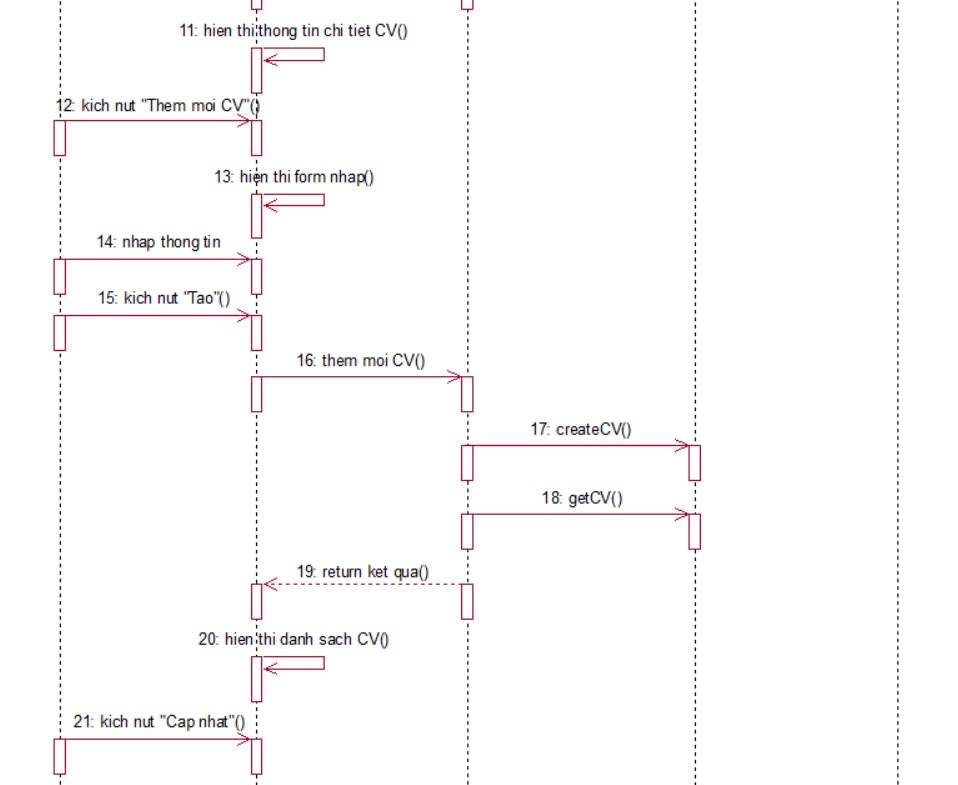 11: hien thi thong tin chi tiet CV()
12: kich nut "Them moi CV"()
13: hien thi form nhap()
14: nhap thong tin
15: kich nut "Tao"()
16: them moi CV()
17: createCV()
18: getCV()
19: return ket qua()
20: hien thi danh sach CV()
21: kich nut "Cap nhat"()